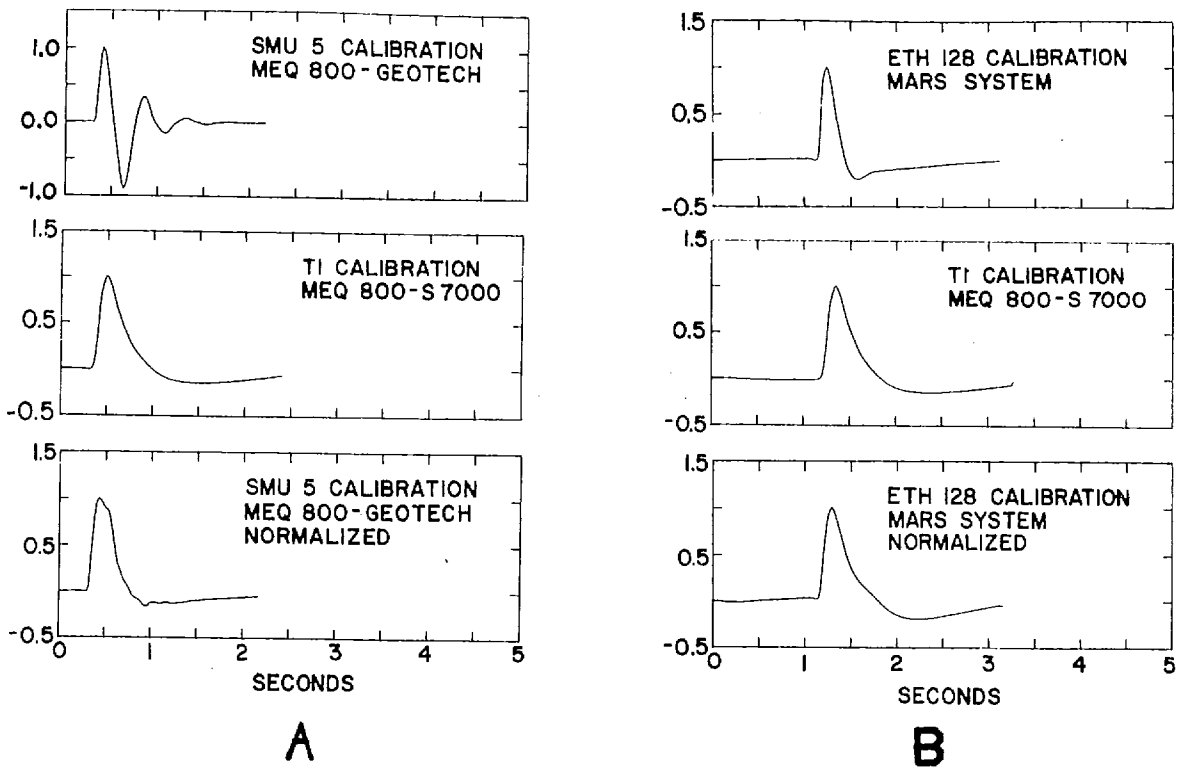 1.0
0.0
-1.0
SMU 5 CALIBRATION
MEQ 800-GEOTECH
1.5
0.5
-0.5
TI CALIBRATION
MEQ 800-S7000
1.5
0.5
-0.5
SMU 5 CALIBRATION
MEQ 800-GEOTECH
NORMALIZED
0 1 2 3 4 5
SECONDS
A
1.5
0.5
-0.5
ETH 128 CALIBRATION
MARS SYSTEM
1.5
0.5
-0.5
TI CALIBRATION
MEQ 800-S7000
1.5
0.5
-0.5
ETH 128 CALIBRATION
MARS SYSTEM
NORMALIZED
0 1 2 3 4 5
SECONDS
B